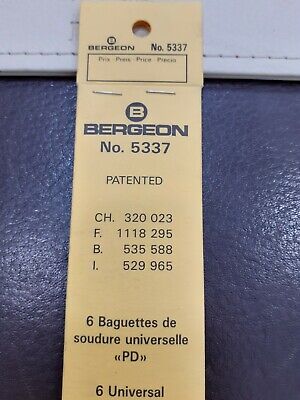 B
BERGEON No. 5337
Prix Preis Price Precio
B
BERGEON
No. 5337
PATENTED
CH. 320 023
F. 1118 295
B. 535 588
I. 529 965
6 Baguettes de
soudure universelle
«PD»
6 Universal